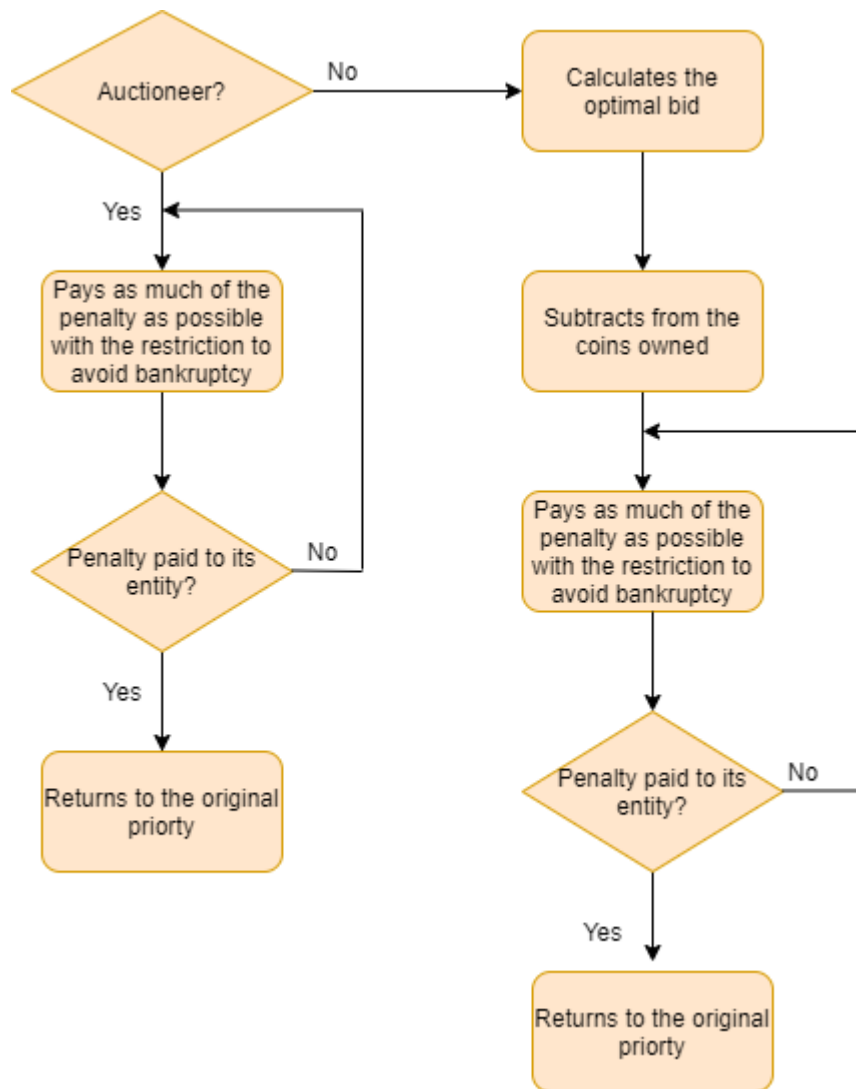 Auctioneer?
No
Calculates the
optimal bid
Yes
Pays as much of the
penalty as possible
with the restriction to
avoid bankruptcy
Subtracts from the
coins owned
Penalty paid to its
entity?
No
Pays as much of the
penalty as possible
with the restriction to
avoid bankruptcy
Yes
Returns to the original
priorty
Penalty paid to its
entity?
No
Yes
Returns to the original
priorty